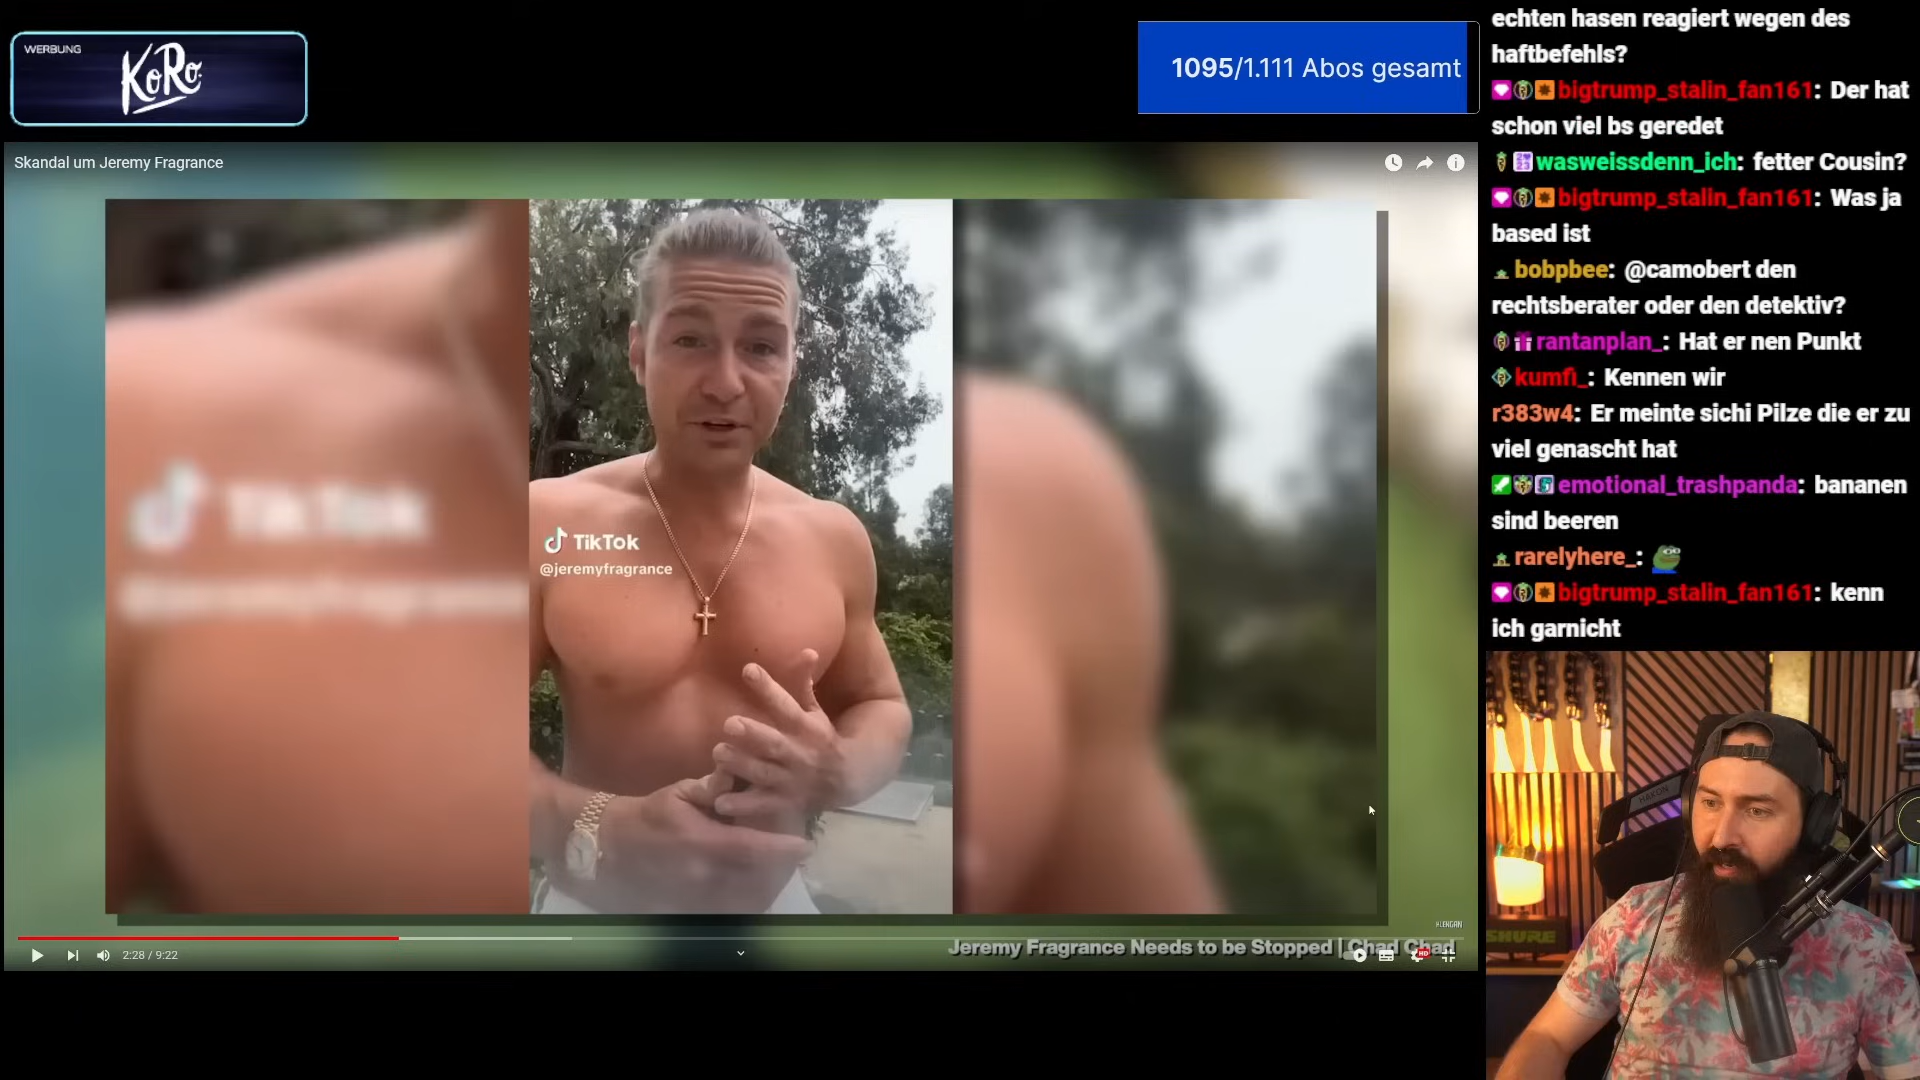 WERBUNG
KoRo
1095/1.111 Abos gesamt
Skandal um Jeremy Fragrance
TikTok
@jeremyfragrance
TikTok
KLENGAN
Jeremy Fragrance Needs to be Stopped | Chad Chad
2:28 / 9:22
HD
echten hasen reagiert wegen des
haftbefehls?
bigtrump_stalin_fan161: Der hat
schon viel bs geredet
wasweissdenn_ich: fetter Cousin?
bigtrump_stalin_fan161: Was ja
based ist
bobpbee: @camobert den
rechtsberater oder den detektiv?
rantanplan_: Hat er nen Punkt
kumfi_: Kennen wir
r383w4: Er meinte sichi Pilze die er zu
viel genascht hat
emotional_trashpanda: bananen
sind beeren
rarelyhere_:
bigtrump_stalin_fan161: kenn
ich garnicht
HAKON
SHURE